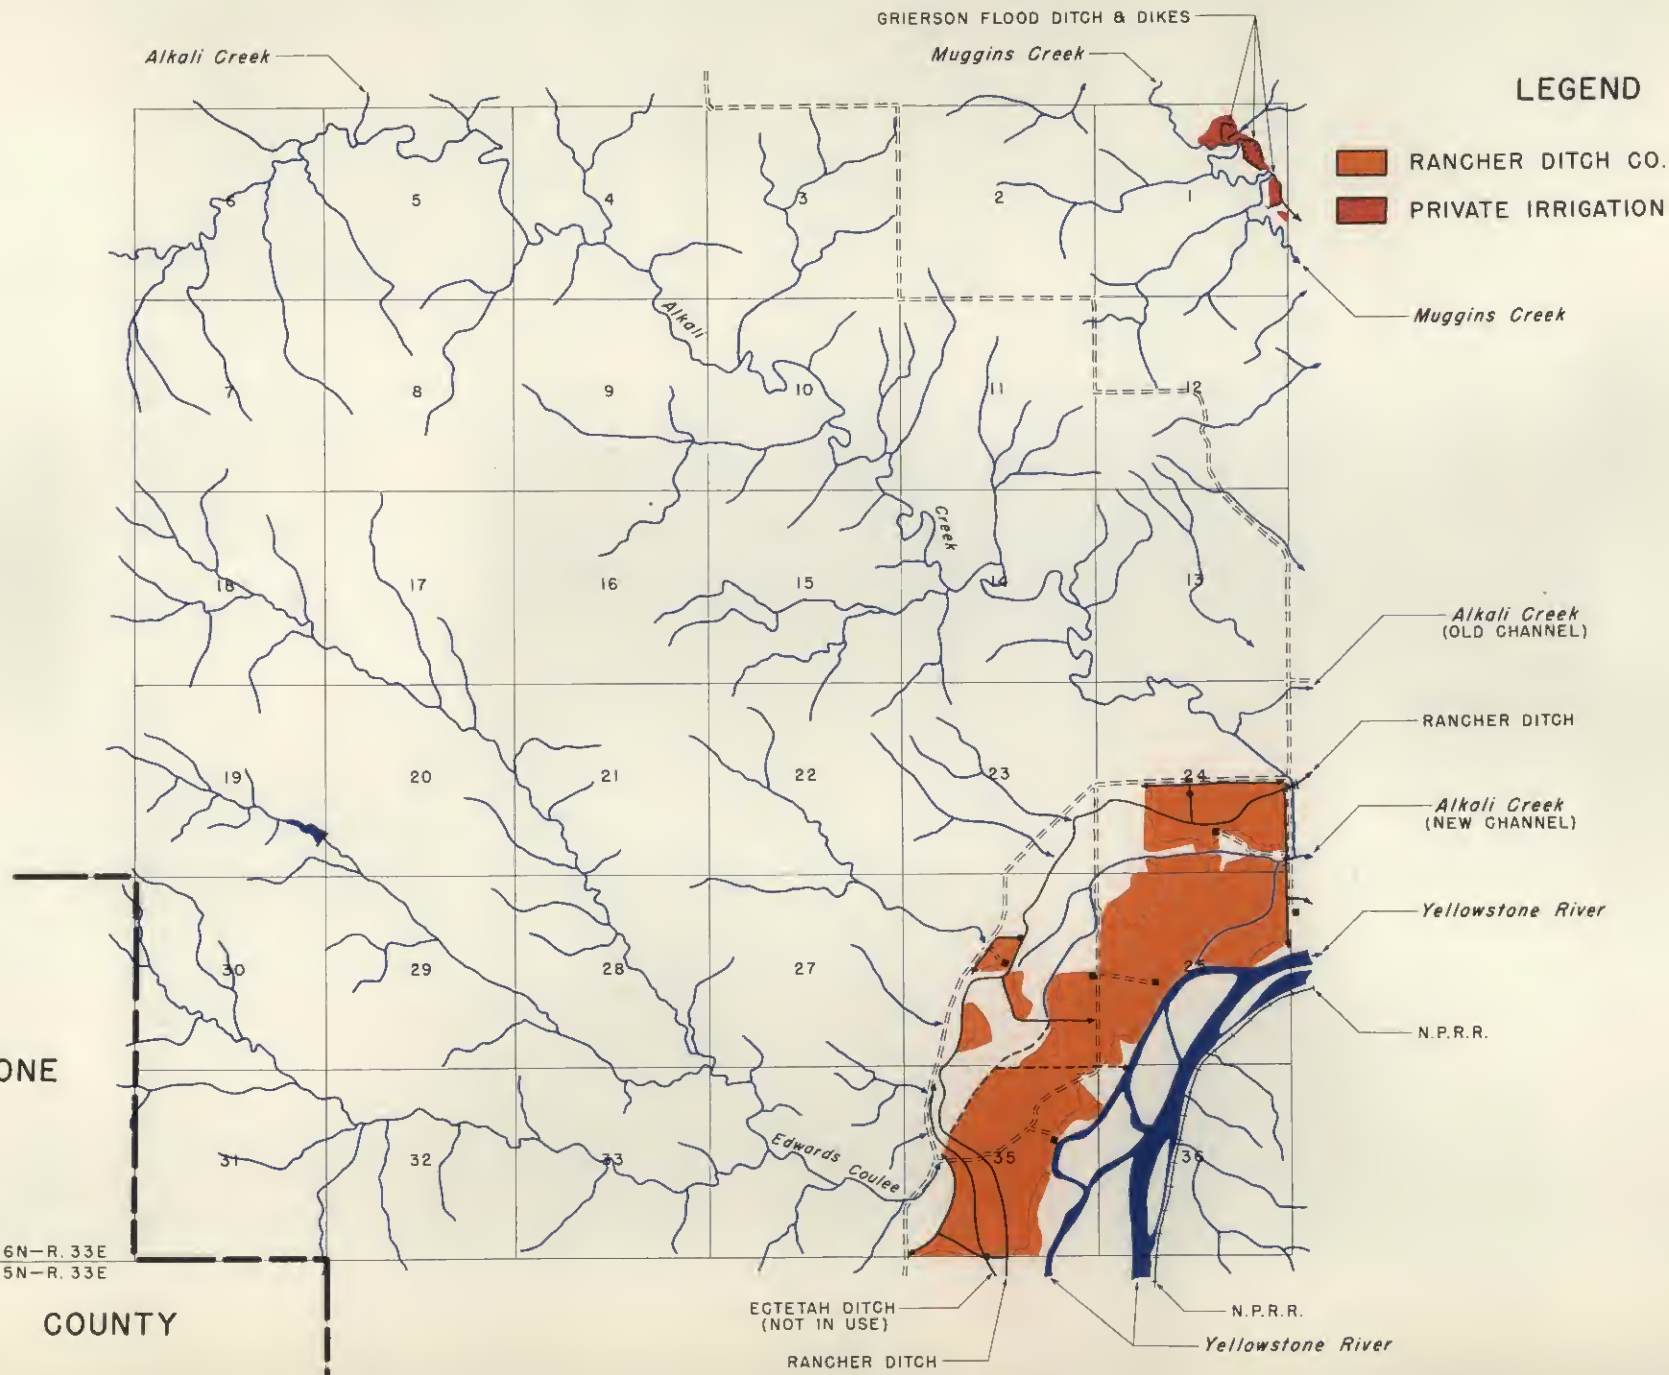 GRIERSON FLOOD DITCH & DIKES
Alkali Creek
Muggins Creek
LEGEND
RANCHER DITCH CO.
PRIVATE IRRIGATION
6
5
4
3
2
1
Muggins Creek
Alkali
7
8
9
10
11
12
Creek
18
17
16
15
14
13
Alkali Creek
(OLD CHANNEL)
RANCHER DITCH
19
20
21
22
23
24
Alkali Creek
(NEW CHANNEL)
Yellowstone River
30
29
28
27
25
N.P.R.R.
ONE
31
32
33
Edwards Coulee
35
36
6N–R. 33E
5N–R. 33E
COUNTY
EGTETAH DITCH
(NOT IN USE)
RANCHER DITCH
N.P.R.R.
Yellowstone River